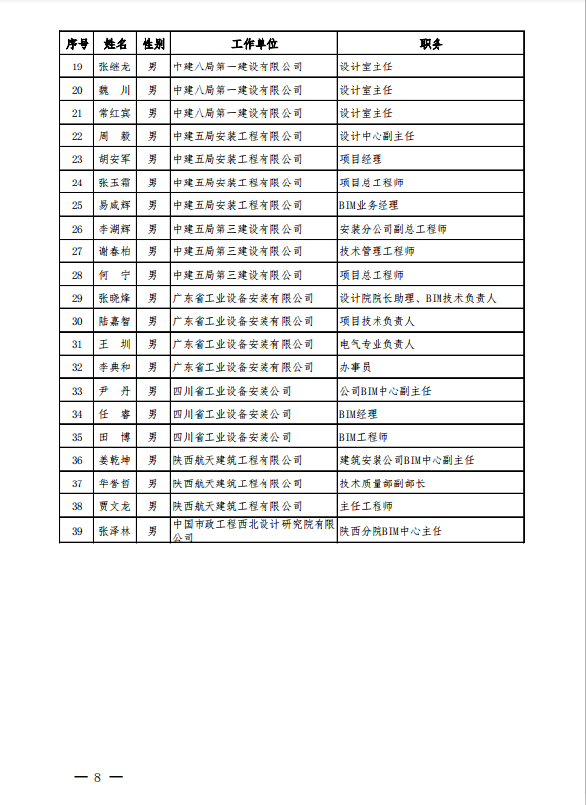 序号 姓名 性别 工作单位 职务
19 张继龙 男 中建八局第一建设有限公司 设计室主任
20 魏　川 男 中建八局第一建设有限公司 设计室主任
21 常红宾 男 中建八局第一建设有限公司 设计室主任
22 周　毅 男 中建五局安装工程有限公司 设计中心副主任
23 胡安军 男 中建五局安装工程有限公司 项目经理
24 张玉霜 男 中建五局安装工程有限公司 项目总工程师
25 易威辉 男 中建五局安装工程有限公司 BIM业务经理
26 李湖辉 男 中建五局第三建设有限公司 安装分公司副总工程师
27 谢春柏 男 中建五局第三建设有限公司 技术管理工程师
28 何　宁 男 中建五局第三建设有限公司 项目总工程师
29 张晓烽 男 广东省工业设备安装有限公司 设计院院长助理、BIM技术负责人
30 陆嘉智 男 广东省工业设备安装有限公司 项目技术负责人
31 王　圳 男 广东省工业设备安装有限公司 电气专业负责人
32 李典和 男 广东省工业设备安装有限公司 办事员
33 尹　丹 男 四川省工业设备安装公司 公司BIM中心副主任
34 任　睿 男 四川省工业设备安装公司 BIM经理
35 田　博 男 四川省工业设备安装公司 BIM工程师
36 姜乾坤 男 陕西航天建筑工程有限公司 建筑安装公司BIM中心副主任
37 华誉哲 男 陕西航天建筑工程有限公司 技术质量部副部长
38 贾文龙 男 陕西航天建筑工程有限公司 主任工程师
39 张泽林 男 中国市政工程西北设计研究院有限 陕西分院BIM中心主任
公司
— 8 —